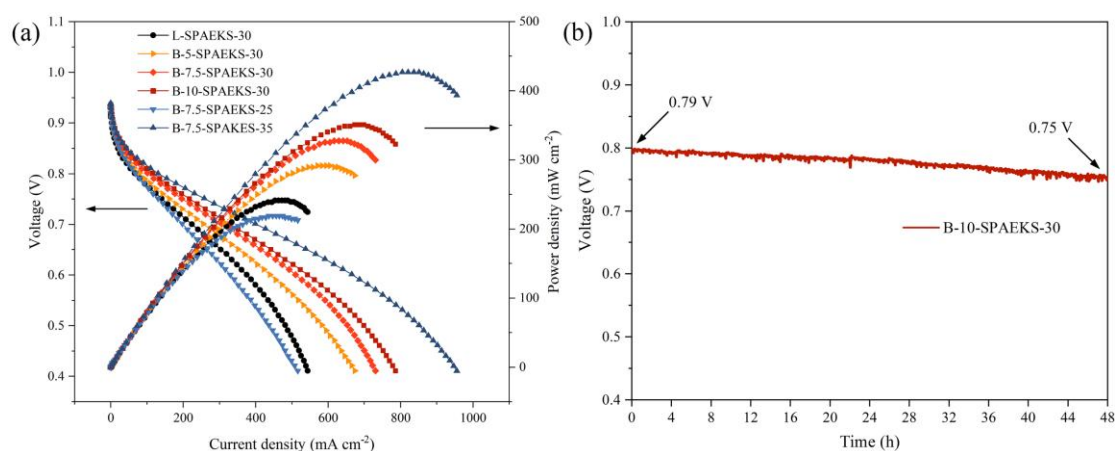 (a)
1.1
1.0
0.9
0.8
0.7
0.6
0.5
0.4
Voltage (V)
L-SPAEKS-30
B-5-SPAEKS-30
B-7.5-SPAEKS-30
B-10-SPAEKS-30
B-7.5-SPAEKS-25
B-7.5-SPAKES-35
500
400
300
200
100
0
Power density (mW cm⁻²)
0 200 400 600 800 1000
Current density (mA cm⁻²)
(b)
1.0
0.9
0.8
0.7
0.6
0.5
0.4
Voltage (V)
0.79 V
0.75 V
B-10-SPAEKS-30
0 4 8 12 16 20 24 28 32 36 40 44 48
Time (h)